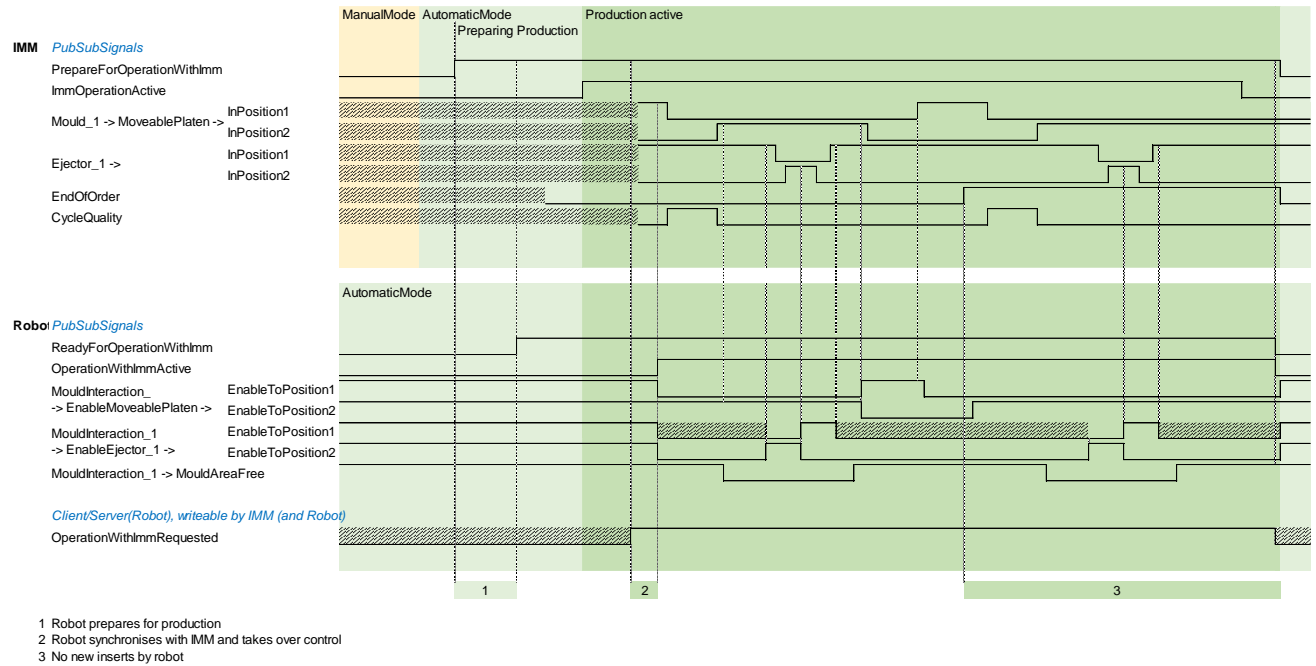 ManualMode AutomaticMode Production active
Preparing Production
IMM PubSubSignals
PrepareForOperationWithImm
ImmOperationActive
InPosition1
Mould_1 -> MoveablePlaten ->
InPosition2
InPosition1
Ejector_1 ->
InPosition2
EndOfOrder
CycleQuality
AutomaticMode
Robot PubSubSignals
ReadyForOperationWithImm
OperationWithImmActive
MouldInteraction_ EnableToPosition1
-> EnableMoveablePlaten -> EnableToPosition2
MouldInteraction_1 EnableToPosition1
-> EnableEjector_1 -> EnableToPosition2
MouldInteraction_1 -> MouldAreaFree
Client/Server(Robot), writeable by IMM (and Robot)
OperationWithImmRequested
1 2 3
1 Robot prepares for production
2 Robot synchronises with IMM and takes over control
3 No new inserts by robot